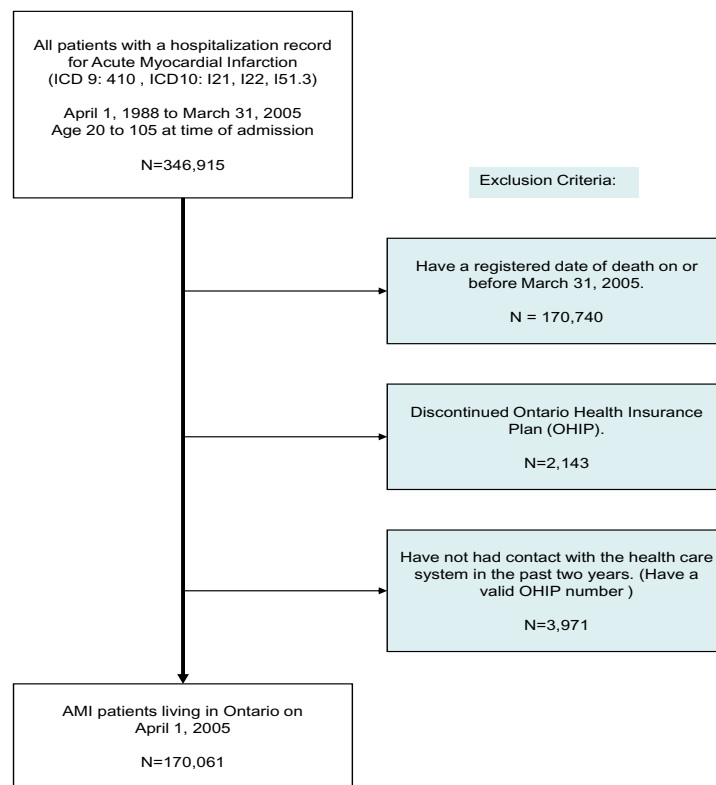 All patients with a hospitalization record
for Acute Myocardial Infarction
(ICD 9: 410 , ICD10: I21, I22, I51.3)
April 1, 1988 to March 31, 2005
Age 20 to 105 at time of admission
N=346,915
Exclusion Criteria:
Have a registered date of death on or
before March 31, 2005.
N = 170,740
Discontinued Ontario Health Insurance
Plan (OHIP).
N=2,143
Have not had contact with the health care
system in the past two years. (Have a
valid OHIP number )
N=3,971
AMI patients living in Ontario on
April 1, 2005
N=170,061